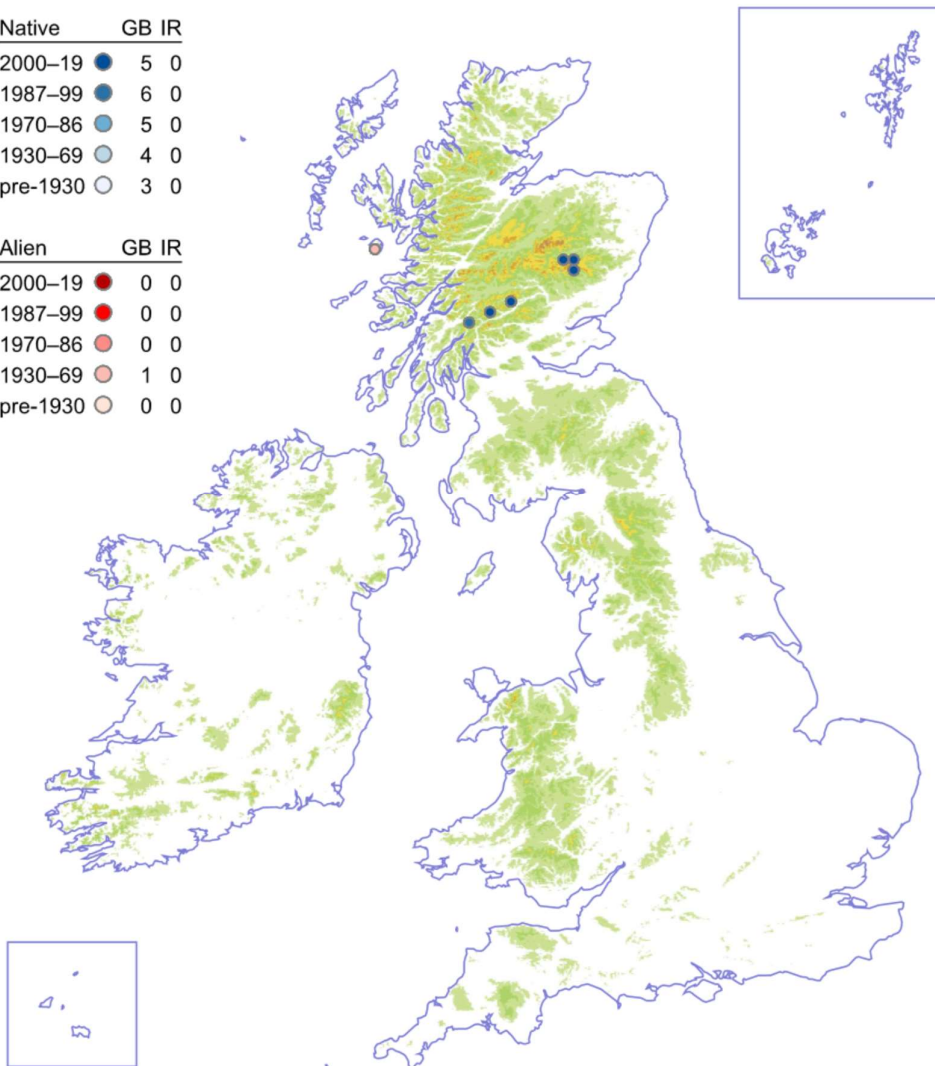 Native GB IR
2000–19 5 0
1987–99 6 0
1970–86 5 0
1930–69 4 0
pre-1930 3 0
Alien GB IR
2000–19 0 0
1987–99 0 0
1970–86 0 0
1930–69 1 0
pre-1930 0 0